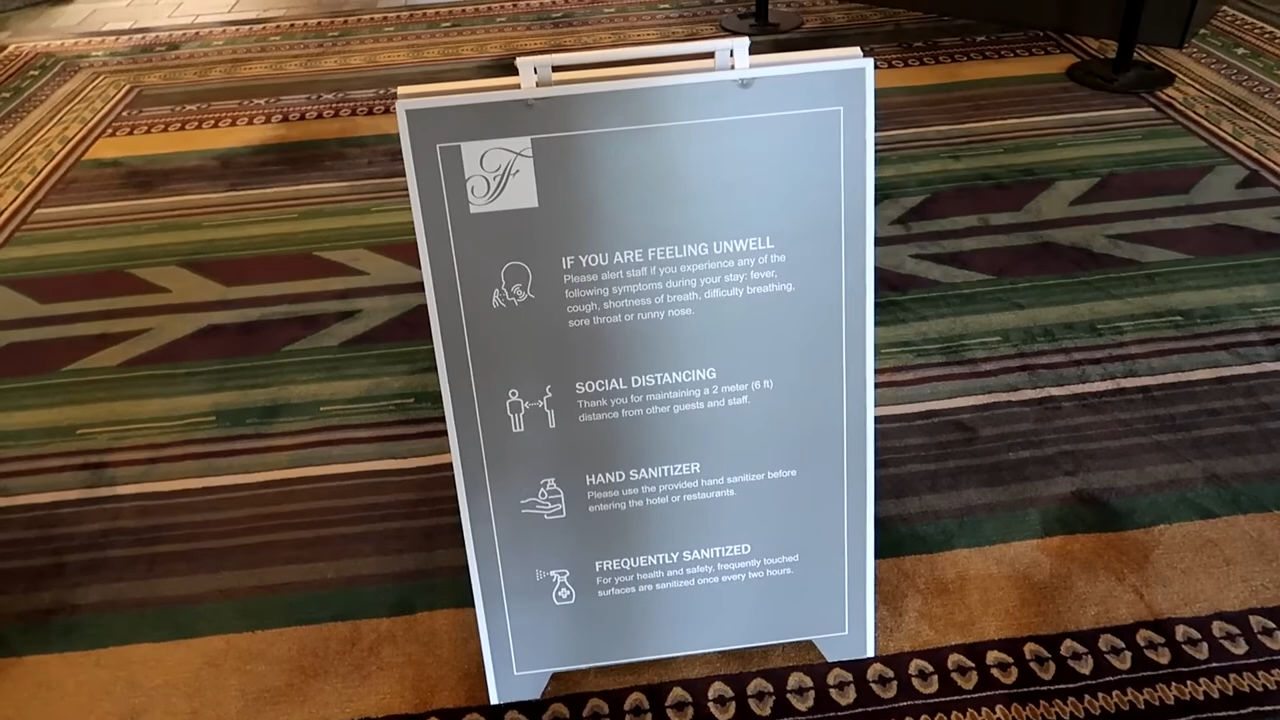 F
IF YOU ARE FEELING UNWELL
Please alert staff if you experience any of the
following symptoms during your stay: fever,
cough, shortness of breath, difficulty breathing,
sore throat or runny nose.
SOCIAL DISTANCING
Thank you for maintaining a 2 meter (6 ft)
distance from other guests and staff.
HAND SANITIZER
Please use the provided hand sanitizer before
entering the hotel or restaurants.
FREQUENTLY SANITIZED
For your health and safety, frequently touched
surfaces are sanitized once every two hours.